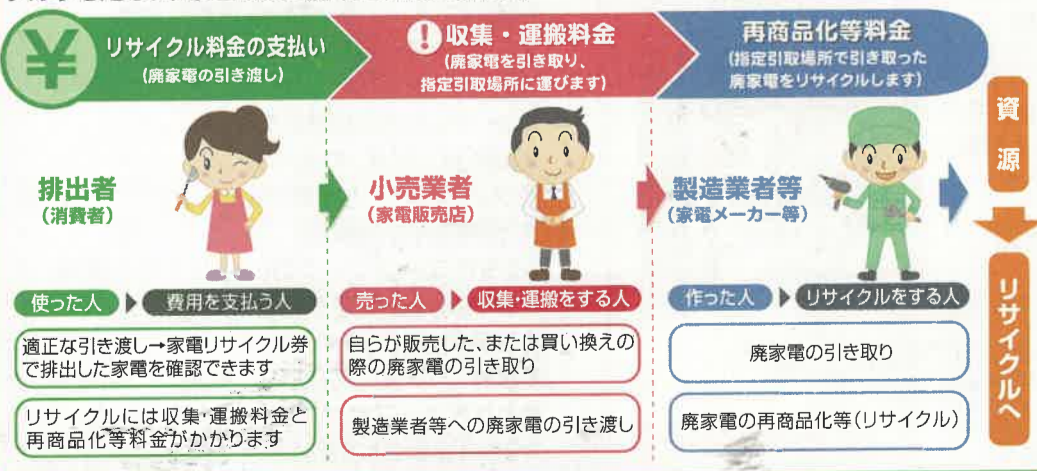 ¥
リサイクル料金の支払い
(廃家電の引き渡し)
!収集・運搬料金
(廃家電を引き取り、
指定引取場所に運びます)
再商品化等料金
(指定引取場所で引き取った
廃家電をリサイクルします)
排出者
(消費者)
小売業者
(家電販売店)
製造業者等
(家電メーカー等)
資源
リサイクルへ
使った人 費用を支払う人
適正な引き渡し→家電リサイクル券
で排出した家電を確認できます
リサイクルには収集・運搬料金と
再商品化等料金がかかります
売った人 収集・運搬をする人
自らが販売した、または買い換えの
際の廃家電の引き取り
製造業者等への廃家電の引き渡し
作った人 リサイクルをする人
廃家電の引き取り
廃家電の再商品化等(リサイクル)